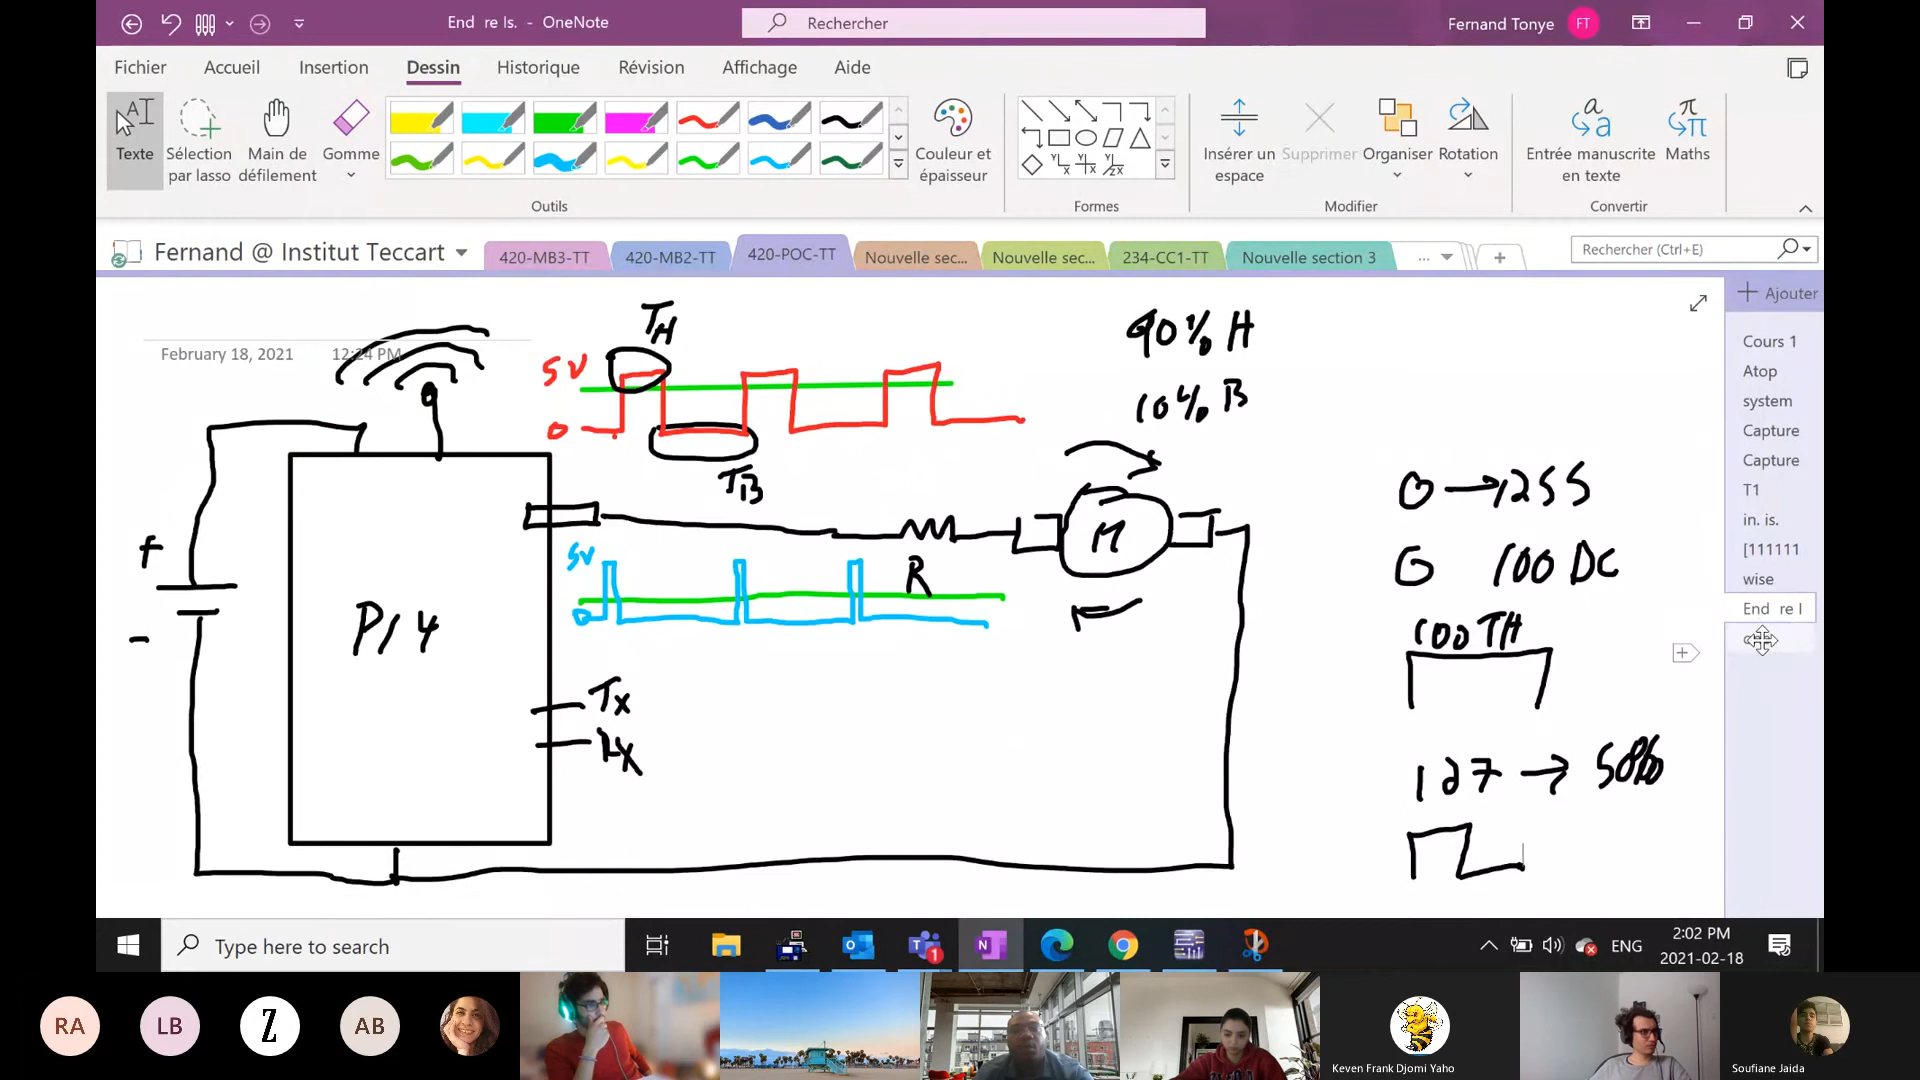 End re Is. - OneNote
Rechercher
Fernand Tonye
FT
Fichier
Accueil
Insertion
Dessin
Historique
Révision
Affichage
Aide
Texte
Sélection
par lasso
Main de
défilement
Gomme
Couleur et
épaisseur
Insérer un
espace
Supprimer
Organiser
Rotation
Entrée manuscrite
en texte
Maths
Outils
Formes
Modifier
Convertir
Fernand @ Institut Teccart
420-MB3-TT
420-MB2-TT
420-POC-TT
Nouvelle sec...
Nouvelle sec...
234-CC1-TT
Nouvelle section 3
...
Rechercher (Ctrl+E)
Ajouter
Cours 1
Atop
system
Capture
Capture
T1
in. is.
[111111
wise
End re I
February 18, 2021
12:24 PM
TH
5V
0
TB
90% H
10% B
+
-
PI4
5V
0
R
M
Tx
Rx
0 → 255
0 100 DC
100 TH
127 → 50%
Type here to search
1
ENG
2:02 PM
2021-02-18
RA
LB
Z
AB
Keven Frank Djomi Yaho
Soufiane Jaida